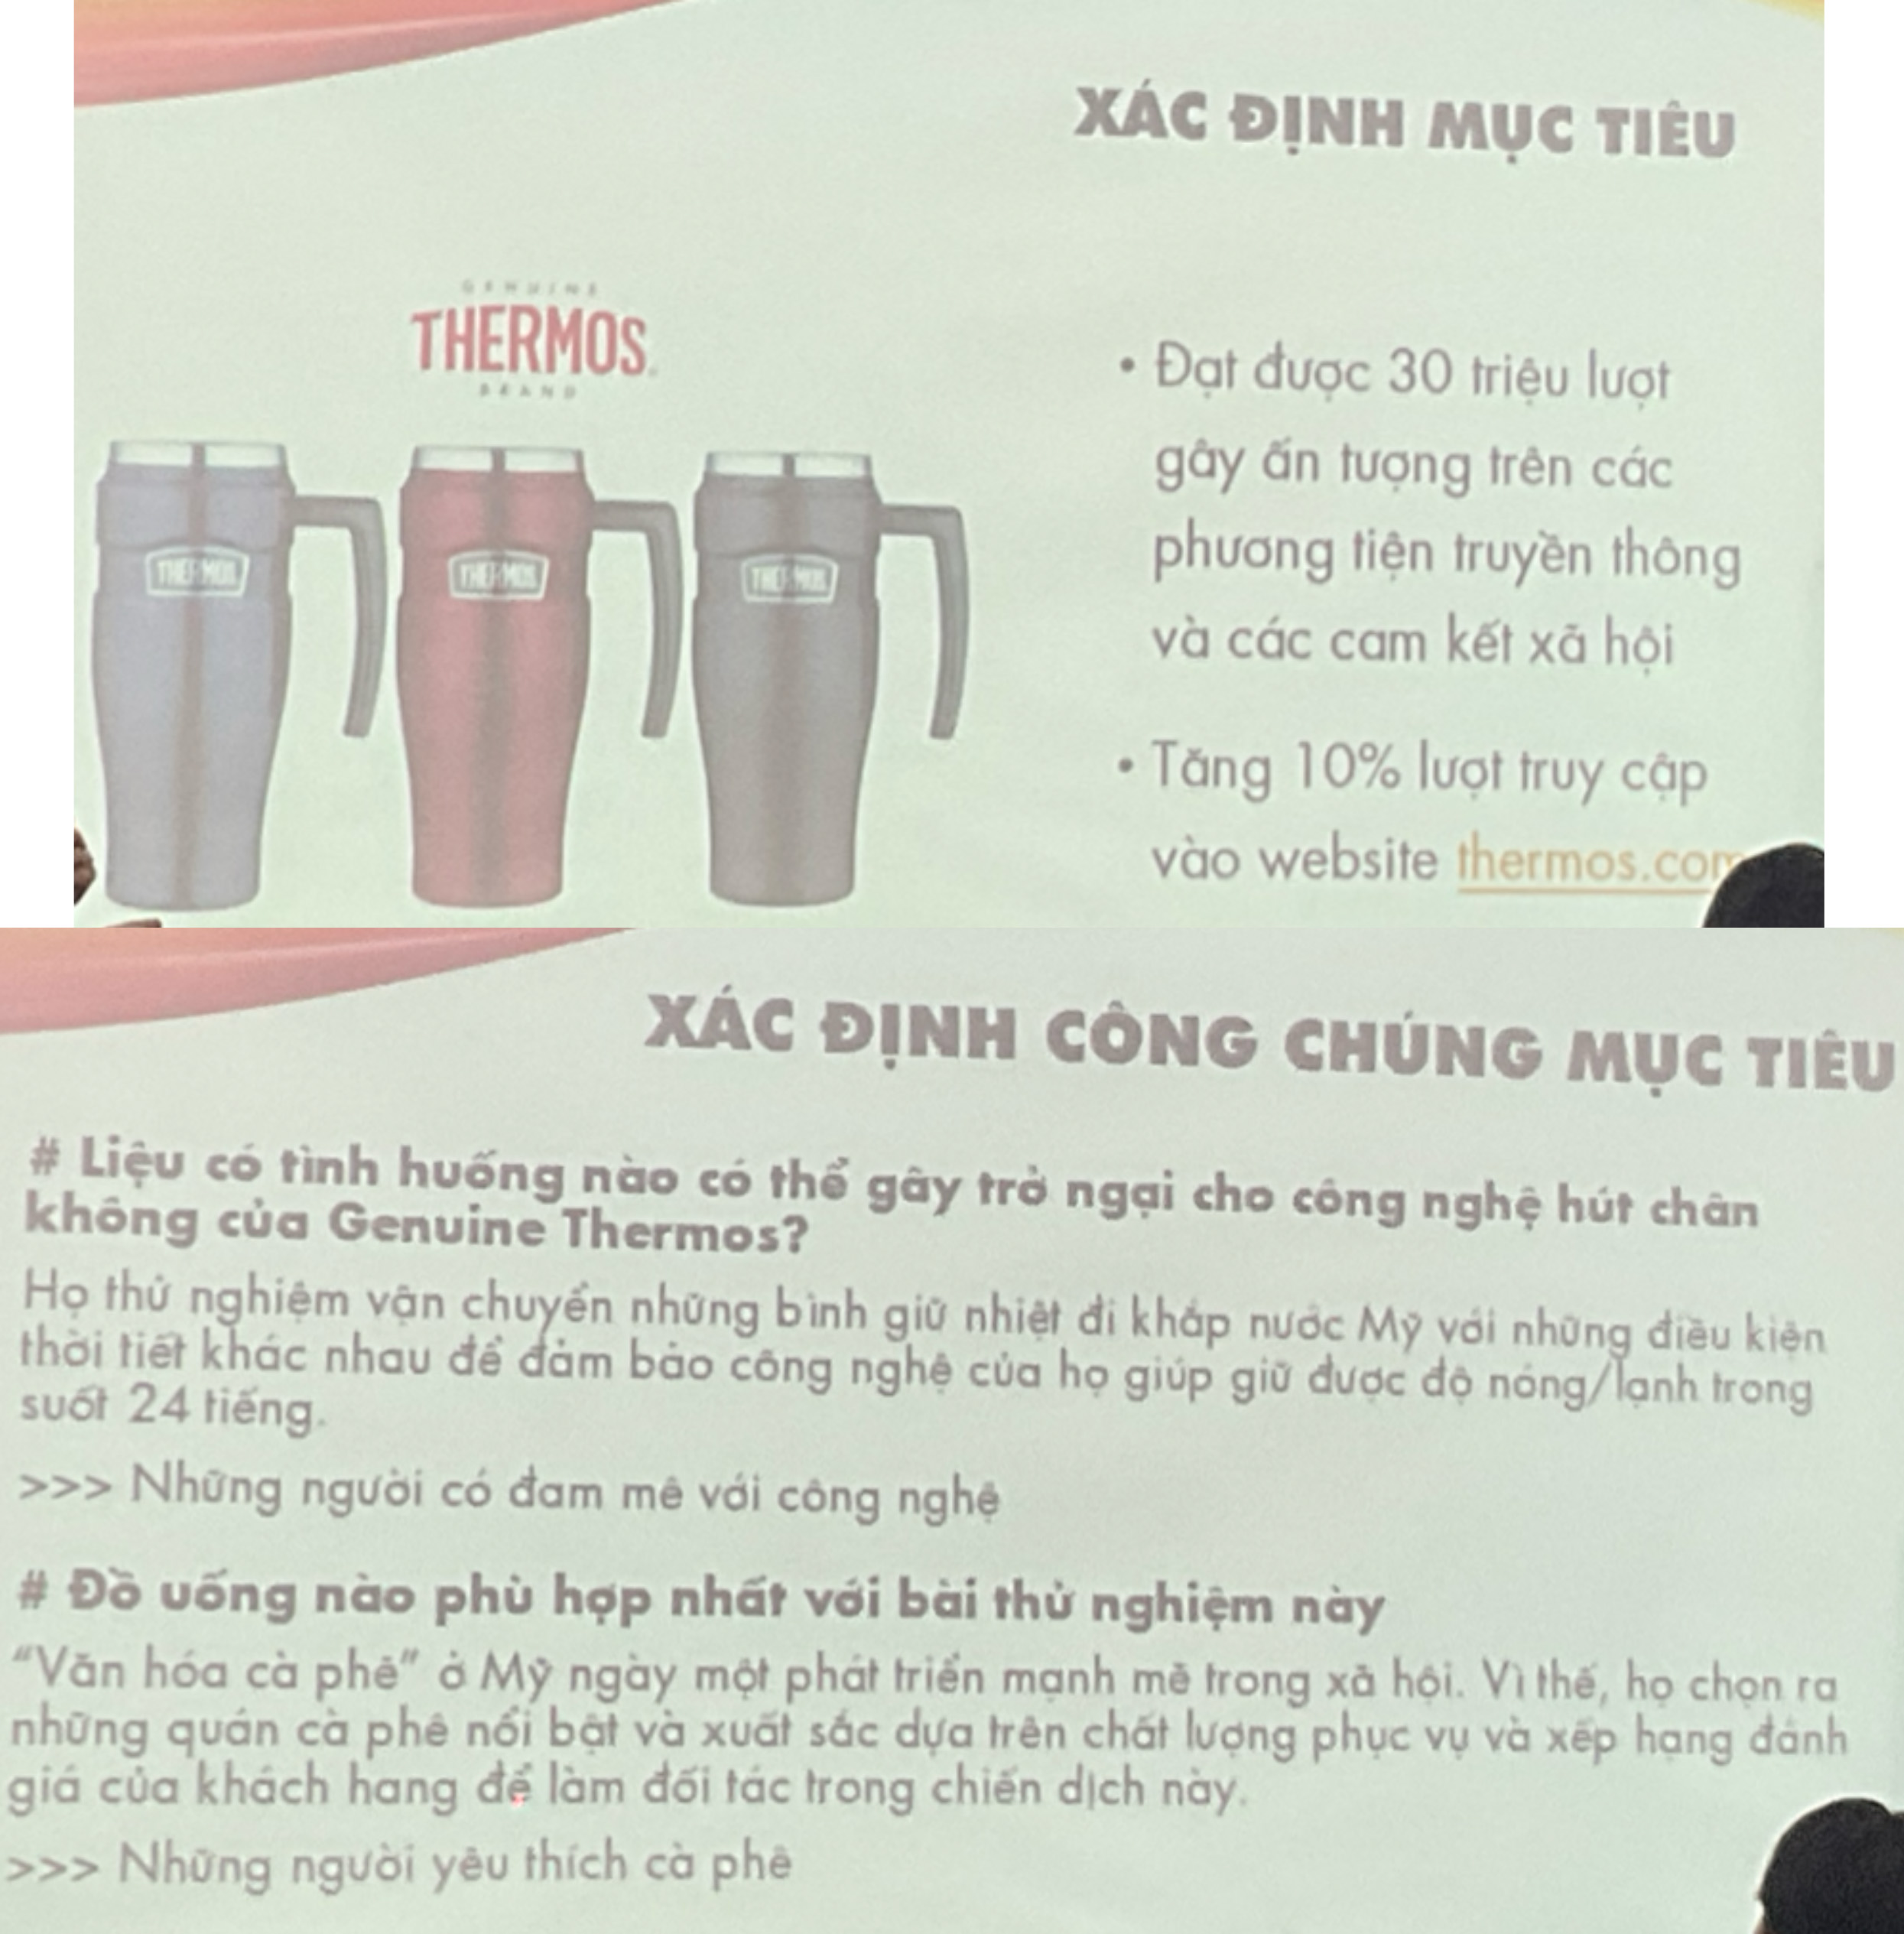 XÁC ĐỊNH MỤC TIÊU
GENUINE
THERMOS
BRAND
THERMOS
THERMOS
THERMOS
• Đạt được 30 triệu lượt
gây ấn tượng trên các
phương tiện truyền thông
và các cam kết xã hội
• Tăng 10% lượt truy cập
vào website thermos.com
XÁC ĐỊNH CÔNG CHÚNG MỤC TIÊU
# Liệu có tình huống nào có thể gây trở ngại cho công nghệ hút chân
không của Genuine Thermos?
Họ thử nghiệm vận chuyển những bình giữ nhiệt đi khắp nước Mỹ với những điều kiện
thời tiết khác nhau để đảm bảo công nghệ của họ giúp giữ được độ nóng/lạnh trong
suốt 24 tiếng.
>>> Những người có đam mê với công nghệ
# Đồ uống nào phù hợp nhất với bài thử nghiệm này
“Văn hóa cà phê” ở Mỹ ngày một phát triển mạnh mẽ trong xã hội. Vì thế, họ chọn ra
những quán cà phê nổi bật và xuất sắc dựa trên chất lượng phục vụ và xếp hạng đánh
giá của khách hang để làm đối tác trong chiến dịch này.
>>> Những người yêu thích cà phê